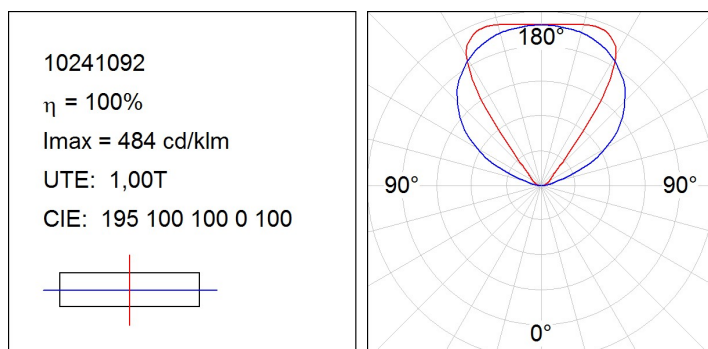 10241092
η = 100%
Imax = 484 cd/klm
UTE: 1,00T
CIE: 195 100 100 0 100
180°
90° 90°
0°